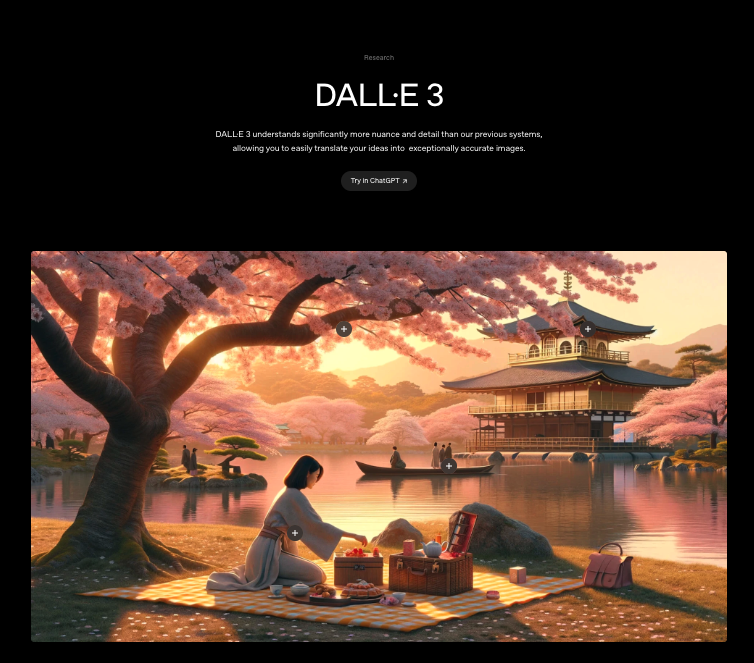 Research
DALL·E 3
DALL·E 3 understands significantly more nuance and detail than our previous systems,
allowing you to easily translate your ideas into exceptionally accurate images.
Try in ChatGPT ↗